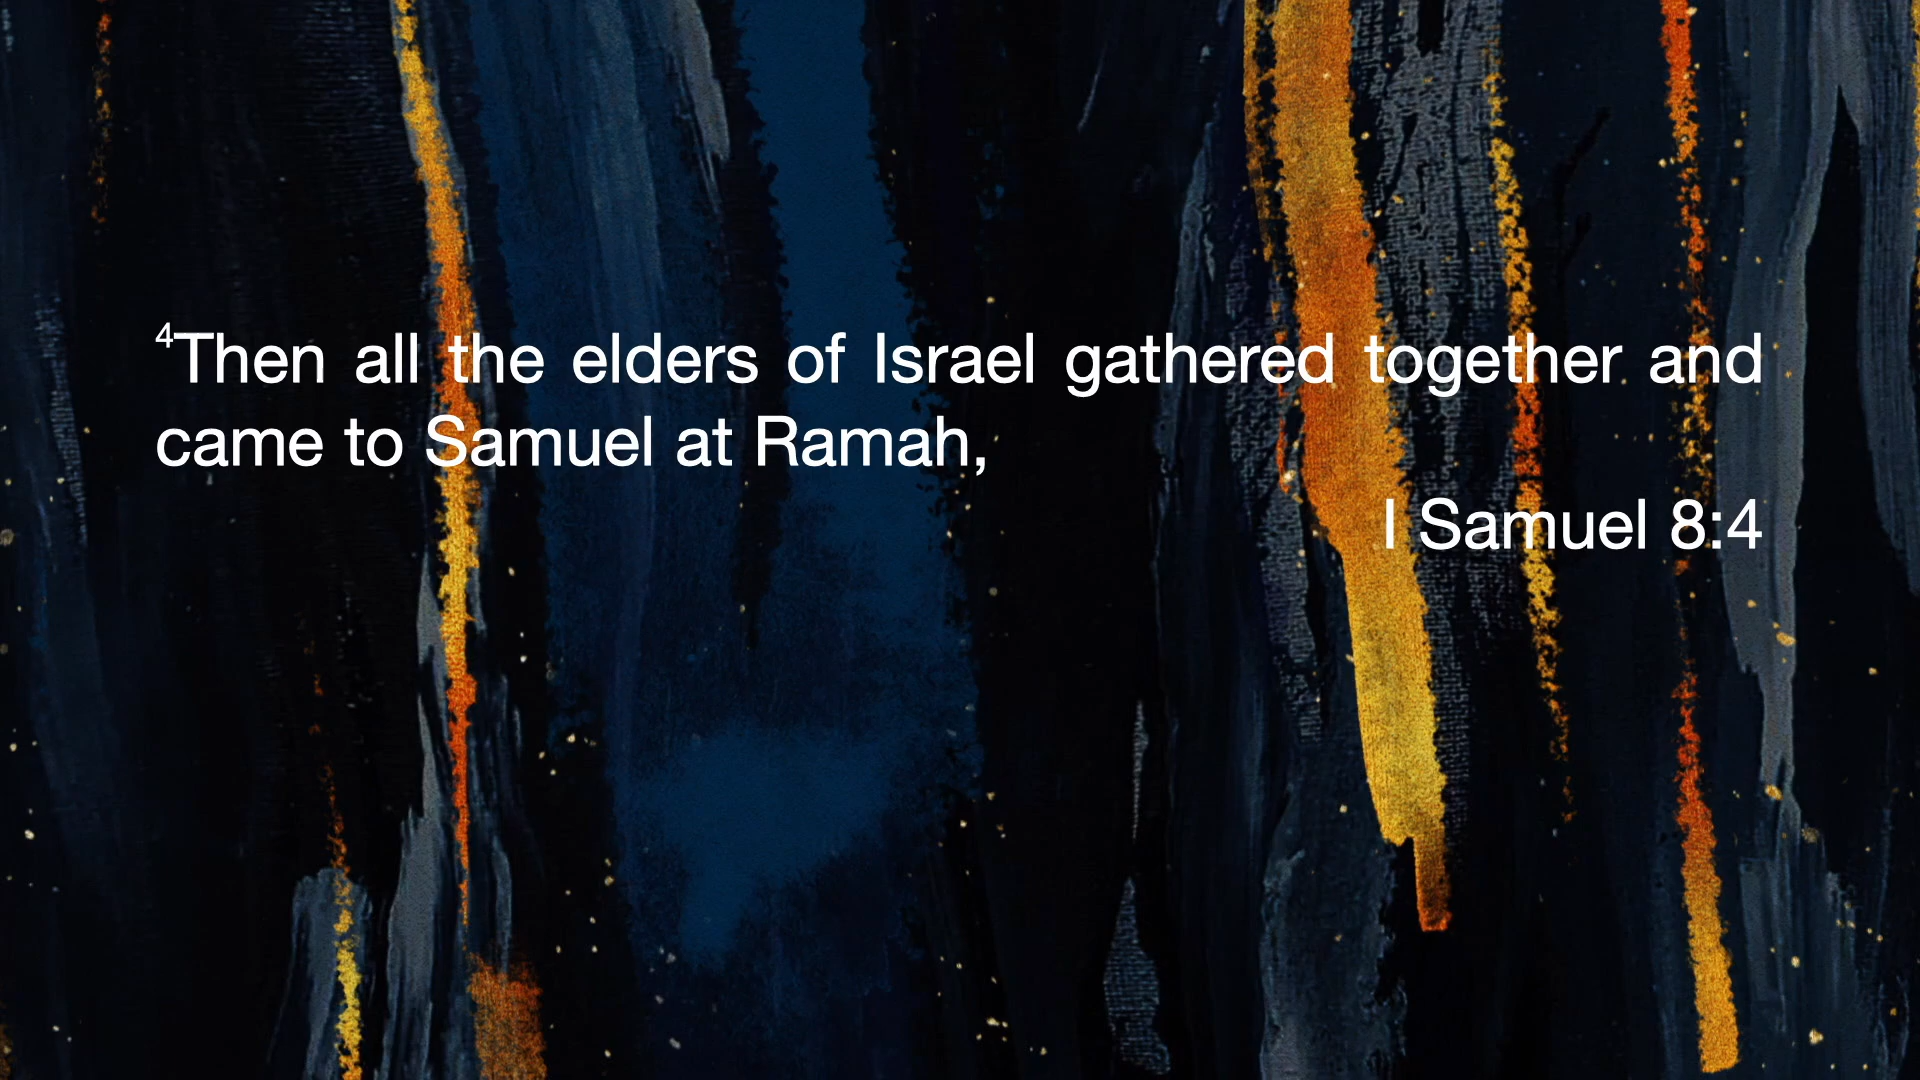 ⁴Then all the elders of Israel gathered together and
came to Samuel at Ramah,
I Samuel 8:4